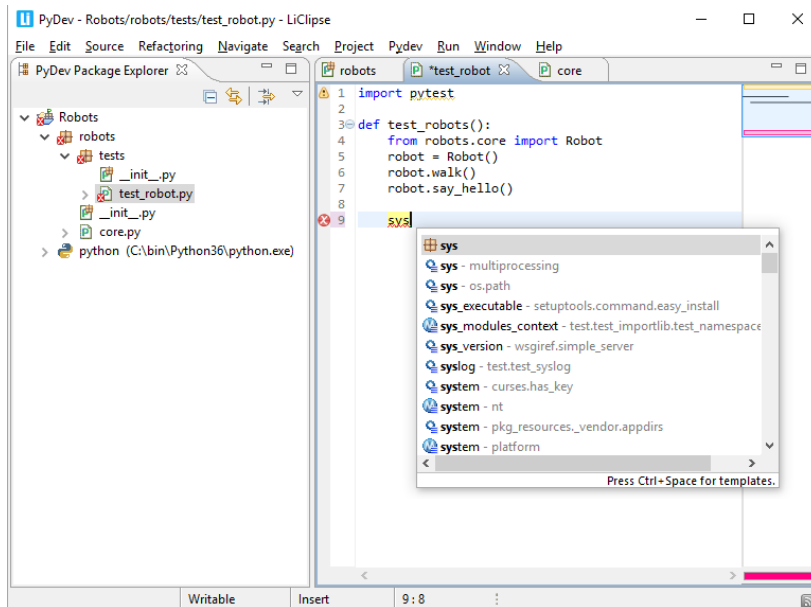 Li PyDev - Robots/robots/tests/test_robot.py - LiClipse
File Edit Source Refactoring Navigate Search Project Pydev Run Window Help
PyDev Package Explorer
robots
*test_robot
core
Robots
robots
tests
__init__.py
test_robot.py
__init__.py
core.py
python (C:\bin\Python36\python.exe)
1 import pytest
2
3 def test_robots():
4 from robots.core import Robot
5 robot = Robot()
6 robot.walk()
7 robot.say_hello()
8
9 sys
sys
sys - multiprocessing
sys - os.path
sys_executable - setuptools.command.easy_install
sys_modules_context - test.test_importlib.test_namespace
sys_version - wsgiref.simple_server
syslog - test.test_syslog
system - curses.has_key
system - nt
system - pkg_resources._vendor.appdirs
system - platform
Press Ctrl+Space for templates.
Writable Insert 9:8